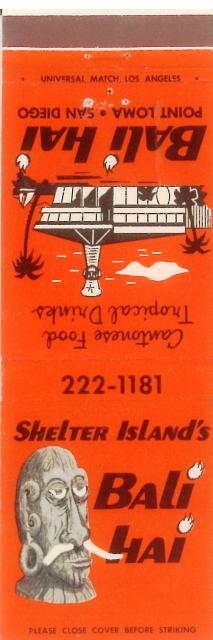 UNIVERSAL MATCH, LOS ANGELES
BALI HAI
POINT LOMA • SAN DIEGO
Cantonese Food
Tropical Drinks
222-1181
SHELTER ISLAND'S
BALI
HAI
PLEASE CLOSE COVER BEFORE STRIKING